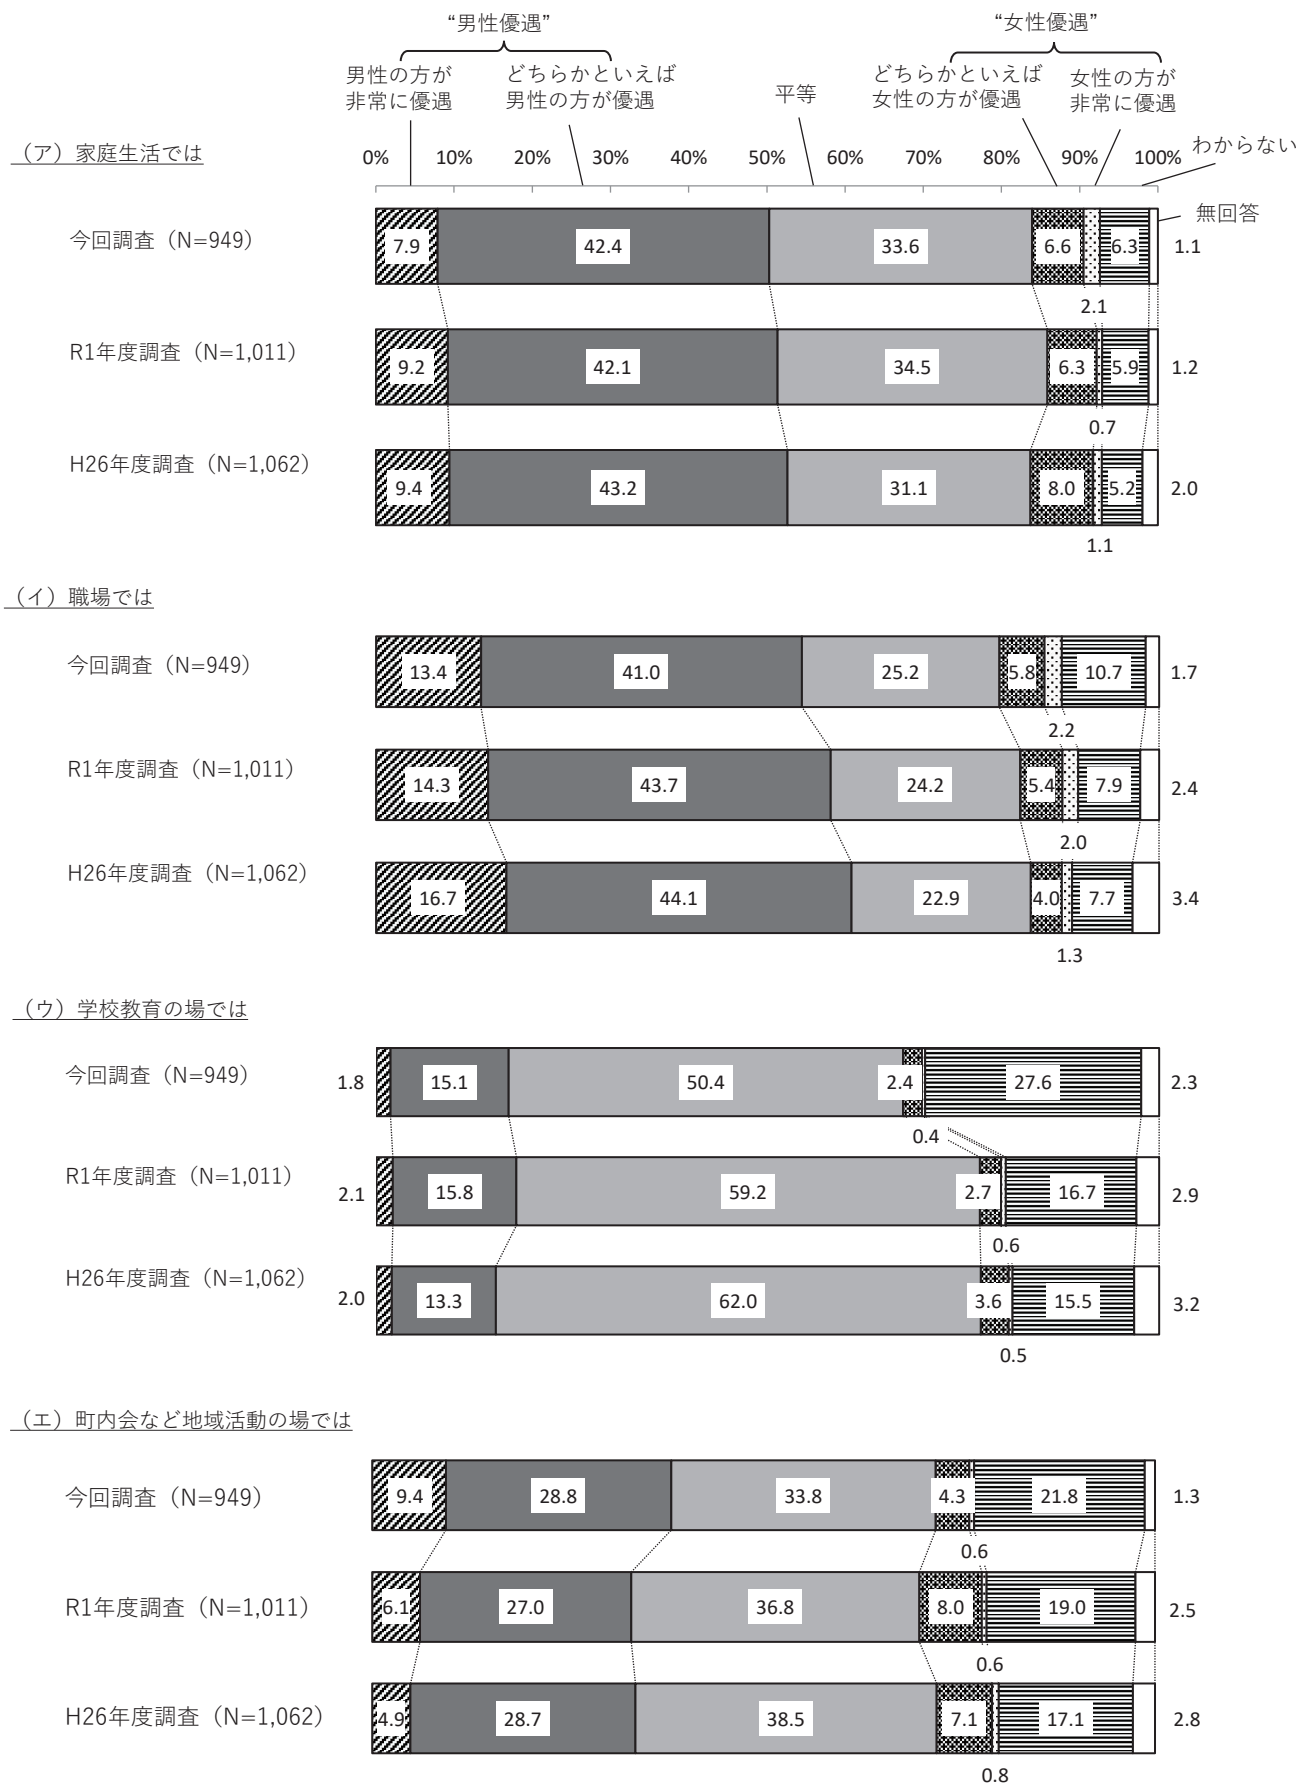 “男性優遇” “女性優遇”
男性の方が
非常に優遇
どちらかといえば
男性の方が優遇
平等
どちらかといえば
女性の方が優遇
女性の方が
非常に優遇
わからない
無回答
（ア）家庭生活では
0% 10% 20% 30% 40% 50% 60% 70% 80% 90% 100%
今回調査（N=949） 7.9 42.4 33.6 6.6 6.3 1.1
2.1
R1年度調査（N=1,011） 9.2 42.1 34.5 6.3 5.9 1.2
0.7
H26年度調査（N=1,062） 9.4 43.2 31.1 8.0 5.2 2.0
1.1
（イ）職場では
今回調査（N=949） 13.4 41.0 25.2 5.8 10.7 1.7
2.2
R1年度調査（N=1,011） 14.3 43.7 24.2 5.4 7.9 2.4
2.0
H26年度調査（N=1,062） 16.7 44.1 22.9 4.0 7.7 3.4
1.3
（ウ）学校教育の場では
今回調査（N=949） 1.8 15.1 50.4 2.4 27.6 2.3
0.4
R1年度調査（N=1,011） 2.1 15.8 59.2 2.7 16.7 2.9
0.6
H26年度調査（N=1,062） 2.0 13.3 62.0 3.6 15.5 3.2
0.5
（エ）町内会など地域活動の場では
今回調査（N=949） 9.4 28.8 33.8 4.3 21.8 1.3
0.6
R1年度調査（N=1,011） 6.1 27.0 36.8 8.0 19.0 2.5
0.6
H26年度調査（N=1,062） 4.9 28.7 38.5 7.1 17.1 2.8
0.8